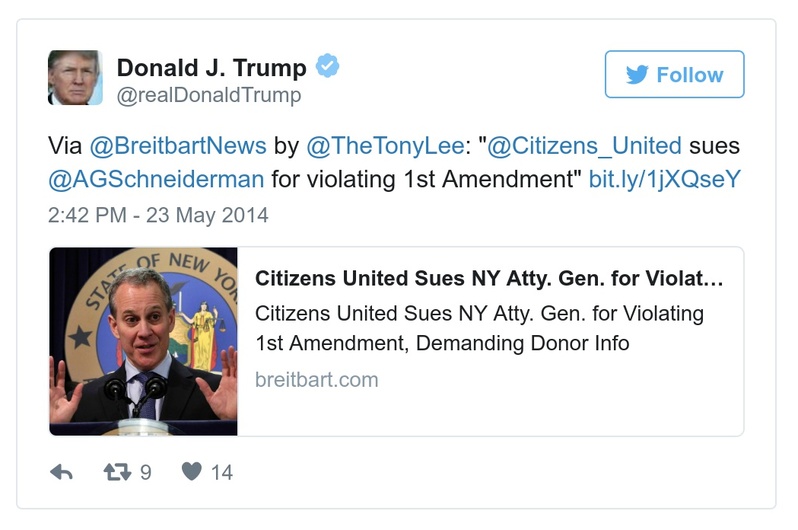 Donald J. Trump
@realDonaldTrump
Follow
Via @BreitbartNews by @TheTonyLee: "@Citizens_United sues
@AGSchneiderman for violating 1st Amendment" bit.ly/1jXQseY
2:42 PM - 23 May 2014
STATE OF NEW YORK
Citizens United Sues NY Atty. Gen. for Violat…
Citizens United Sues NY Atty. Gen. for Violating
1st Amendment, Demanding Donor Info
breitbart.com
9
14